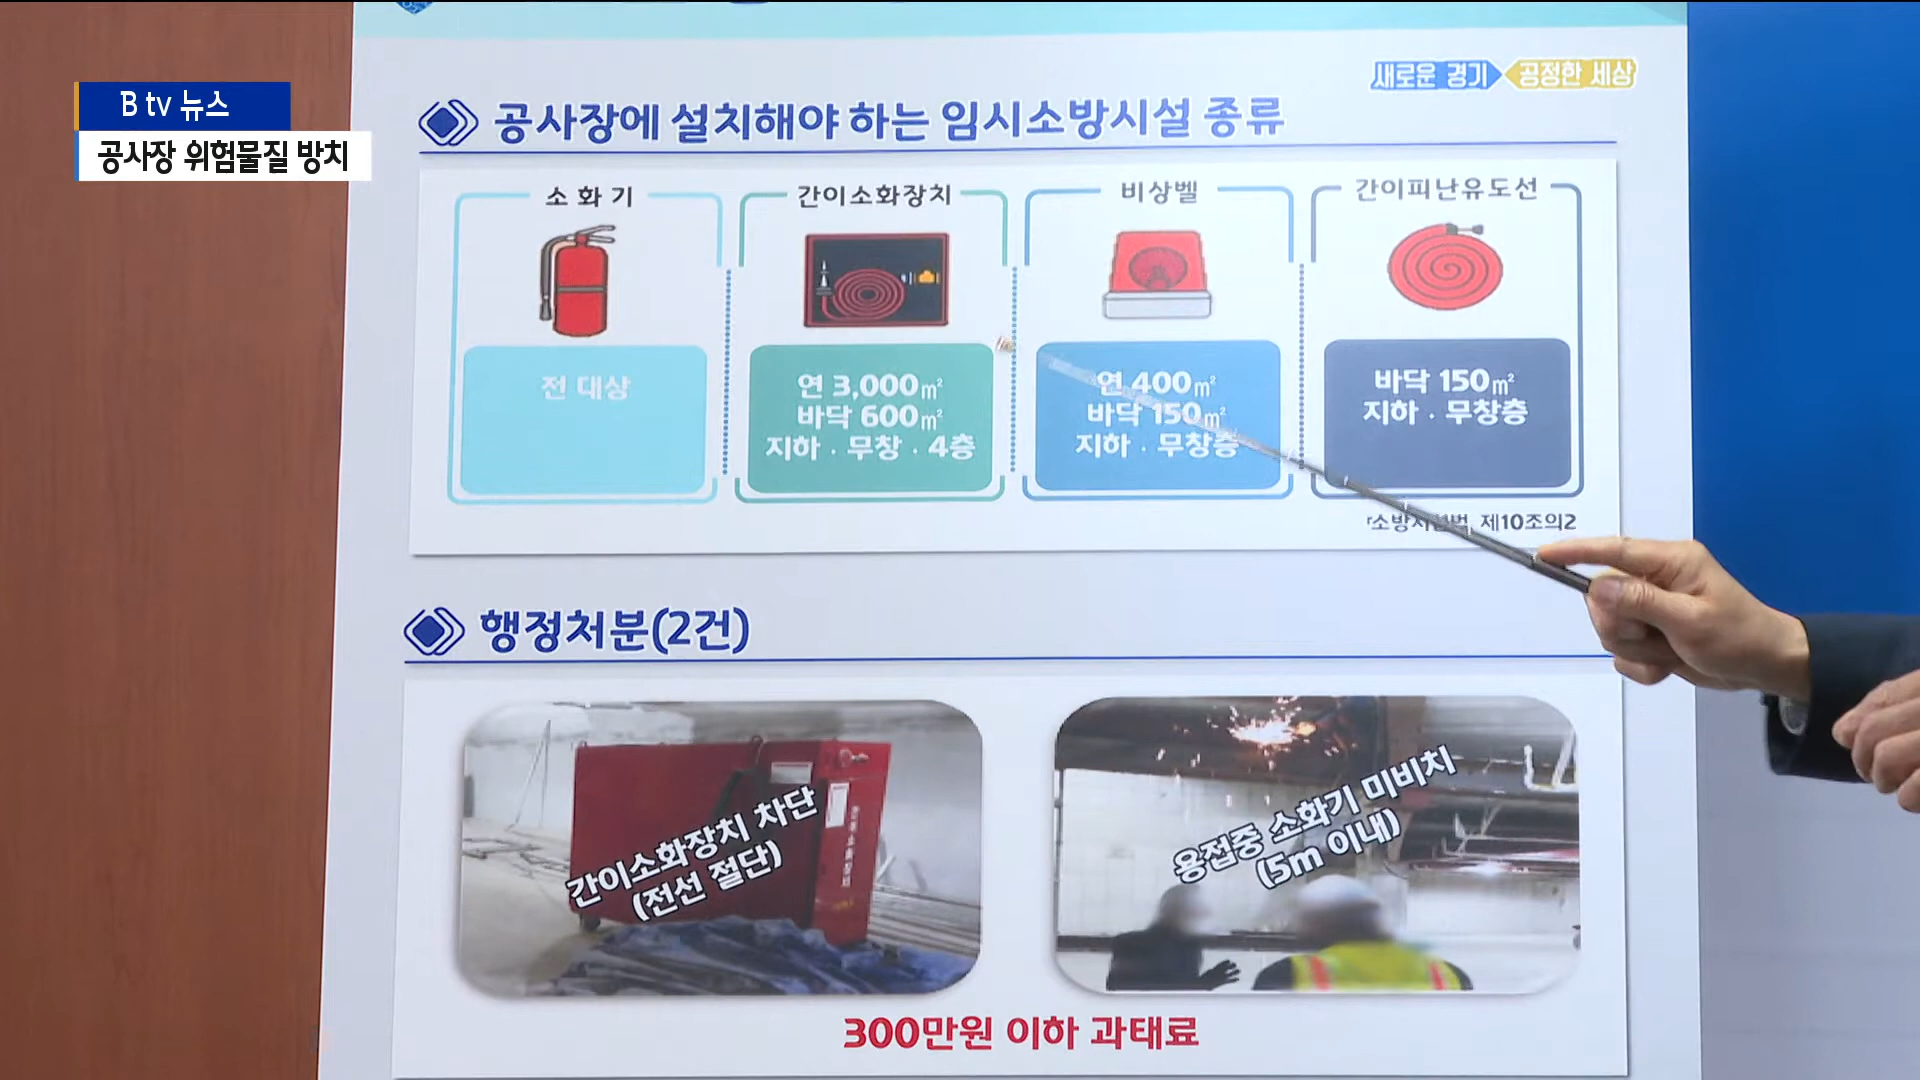 B tv 뉴스
공사장 위험물질 방치
새로운 경기 공정한 세상
공사장에 설치해야 하는 임시소방시설 종류
소화기
전 대상
간이소화장치
연 3,000㎡
바닥 600㎡
지하 · 무창 · 4층
비상벨
연 400㎡
바닥 150㎡
지하 · 무창층
간이피난유도선
바닥 150㎡
지하 · 무창층
「소방시설법」 제10조의2
행정처분(2건)
간이소화장치 차단
(전선 절단)
용접중 소화기 미비치
(5m 이내)
300만원 이하 과태료